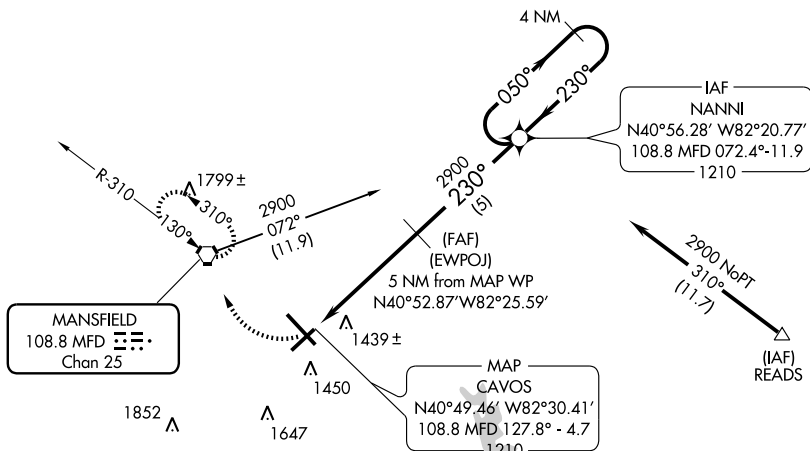 4 NM
050°
230°
IAF
NANNI
N40°56.28' W82°20.77'
108.8 MFD 072.4°-11.9
1210
R-310
1799 ±
310°
130°
2900
072°
(11.9)
2900
230°
(5)
(FAF)
(EWPOJ)
5 NM from MAP WP
N40°52.87'W82°25.59'
2900 NoPT
310°
(11.7)
(IAF)
READS
MANSFIELD
108.8 MFD
Chan 25
1439 ±
1450
MAP
CAVOS
N40°49.46' W82°30.41'
108.8 MFD 127.8° - 4.7
1210
1852
1647